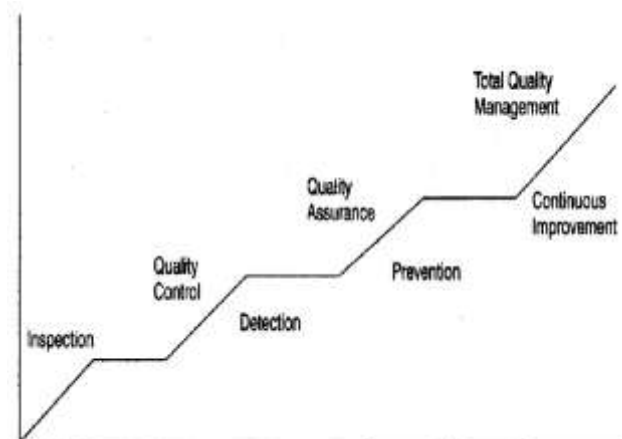 Total Quality
Management
Quality
Assurance
Continuous
Improvement
Quality
Control
Prevention
Detection
Inspection